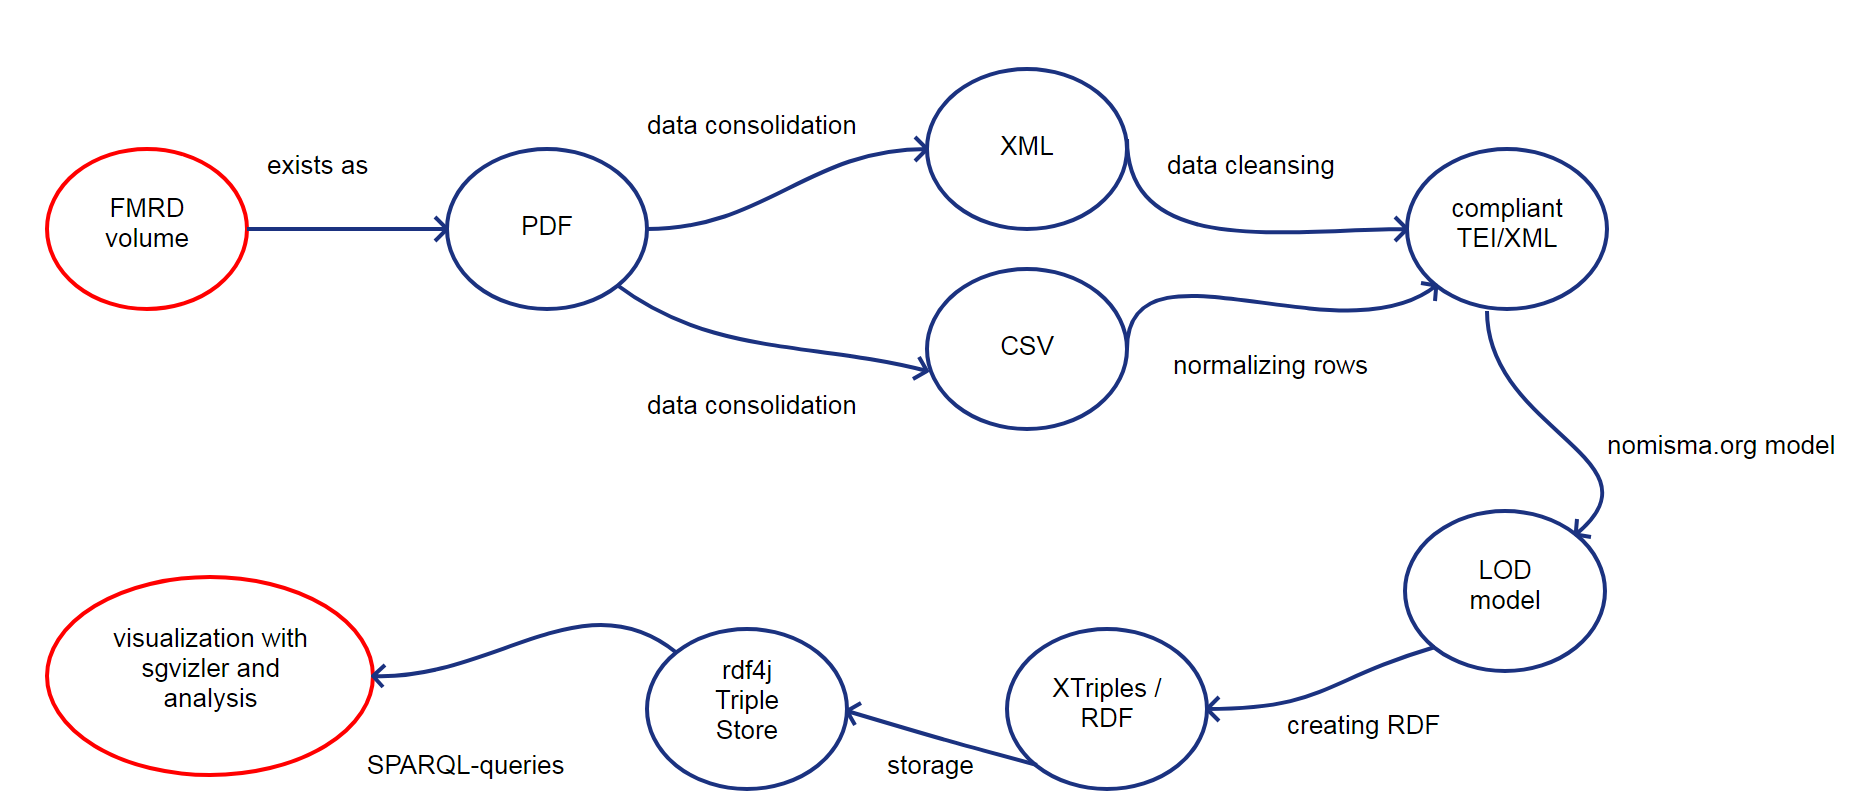 FMRD
volume
exists as
PDF
data consolidation
XML
data cleansing
compliant
TEI/XML
data consolidation
CSV
normalizing rows
nomisma.org model
LOD
model
creating RDF
XTriples /
RDF
storage
rdf4j
Triple
Store
SPARQL-queries
visualization with
sgvizler and
analysis